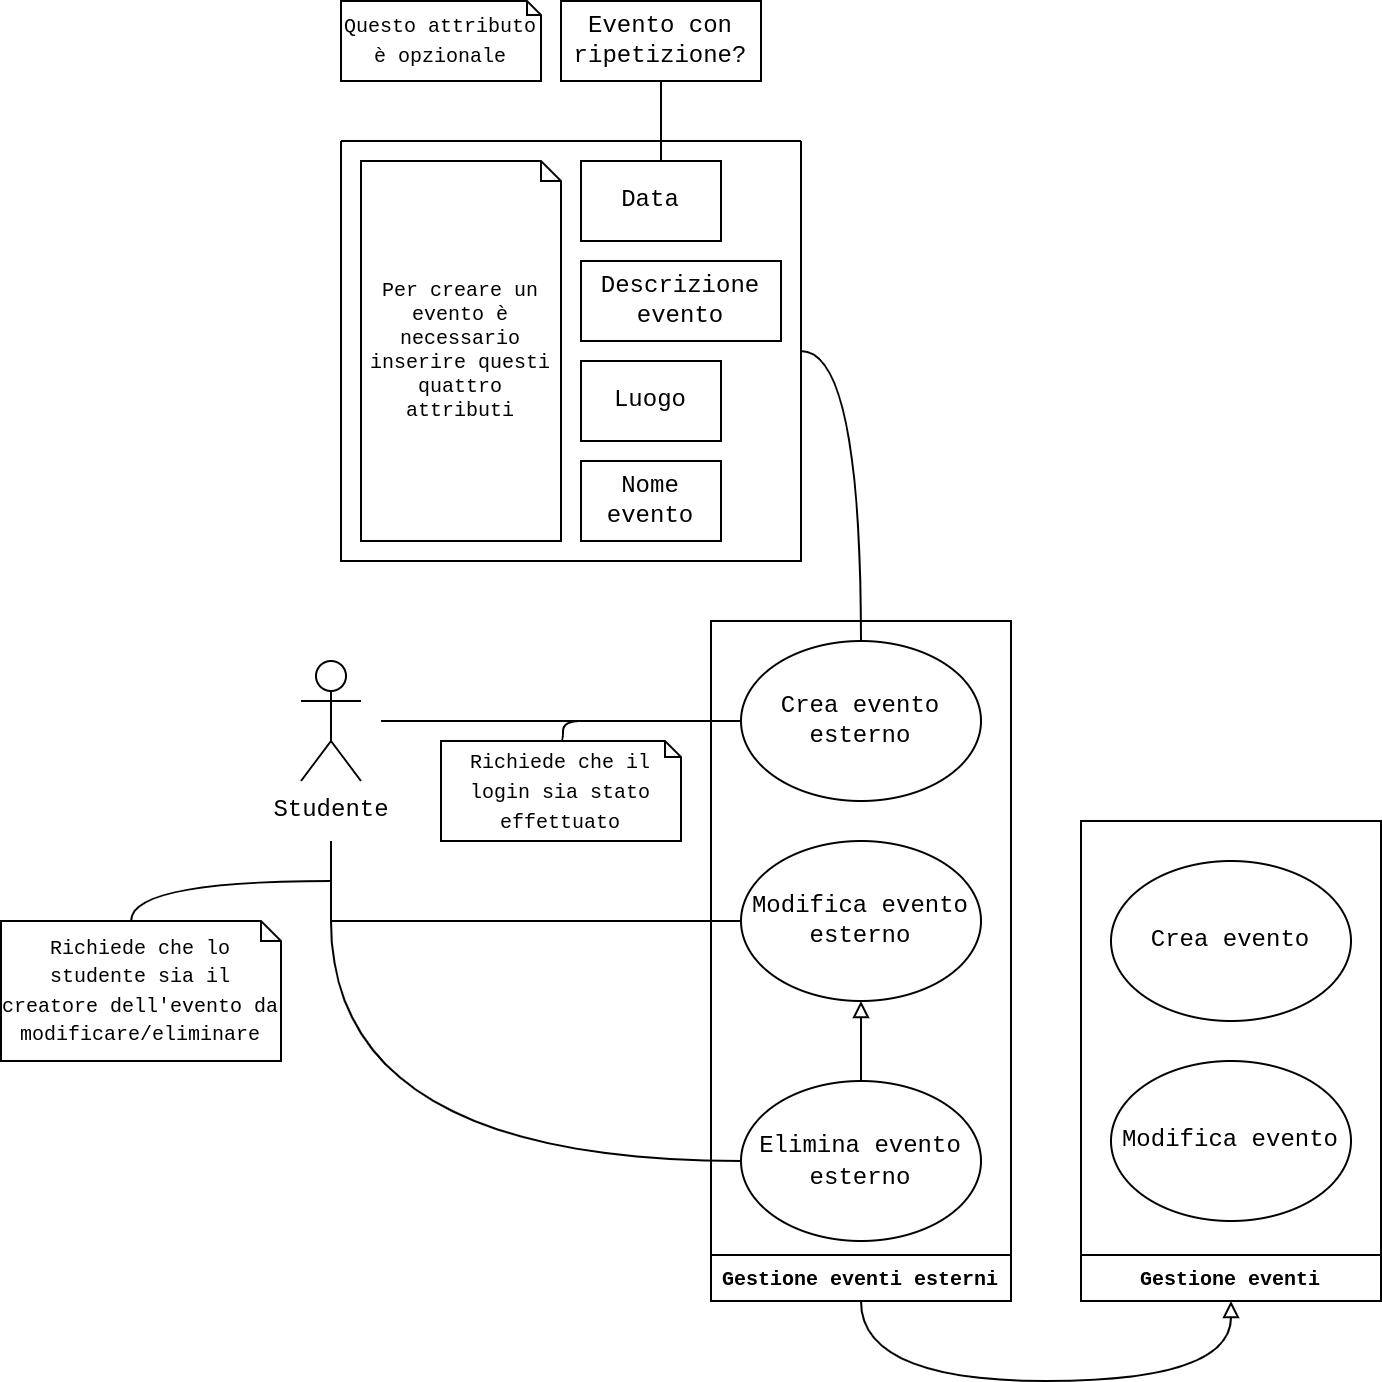 Questo attributo
è opzionale
Evento con
ripetizione?
Per creare un
evento è
necessario
inserire questi
quattro
attributi
Data
Descrizione
evento
Luogo
Nome
evento
Studente
Richiede che il
login sia stato
effettuato
Crea evento
esterno
Modifica evento
esterno
Richiede che lo
studente sia il
creatore dell'evento da
modificare/eliminare
Elimina evento
esterno
Gestione eventi esterni
Crea evento
Modifica evento
Gestione eventi